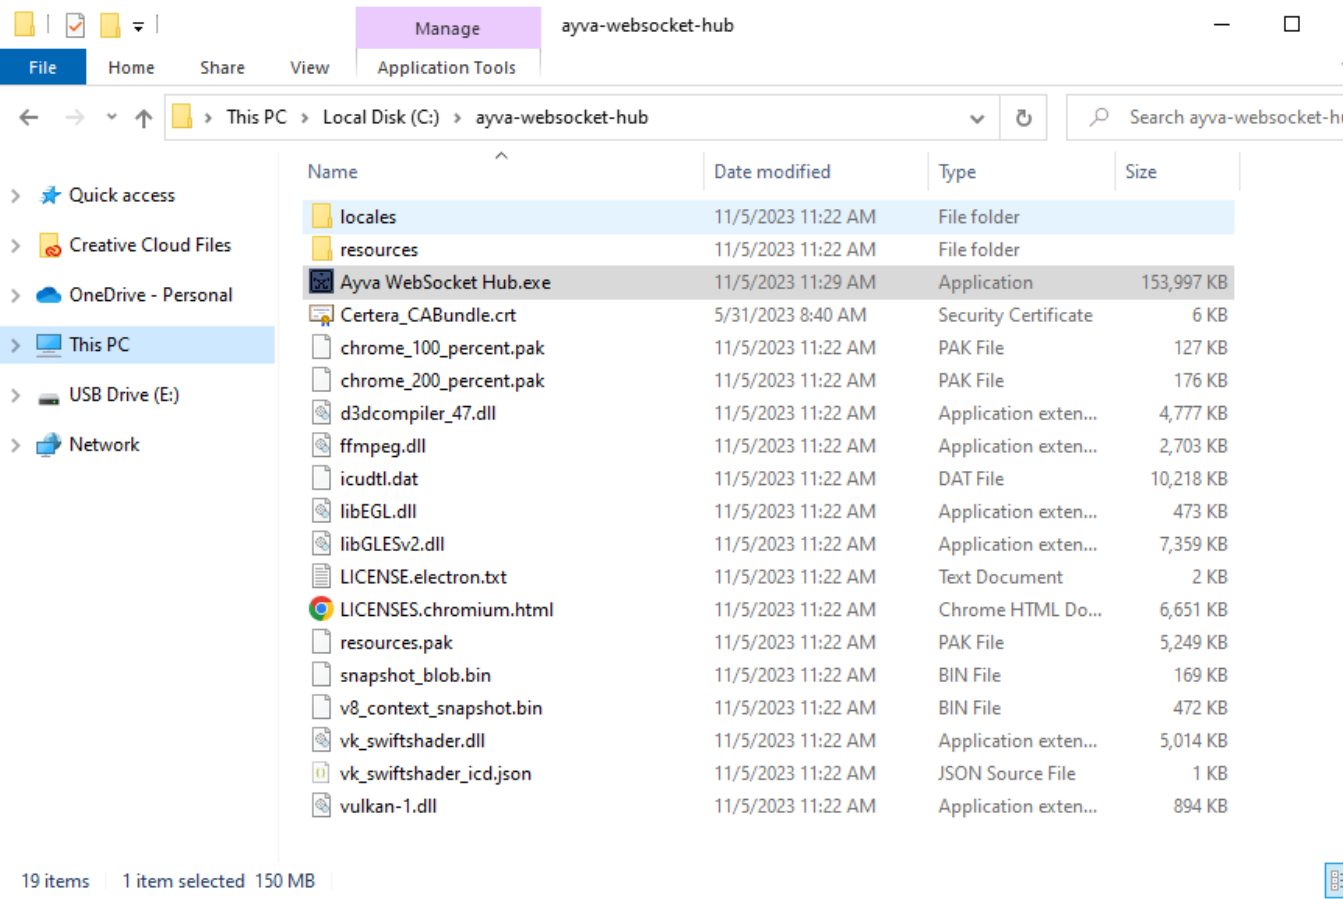 Manage
ayva-websocket-hub
File
Home
Share
View
Application Tools
This PC
Local Disk (C:)
ayva-websocket-hub
Search ayva-websocket-h
Name
Date modified
Type
Size
Quick access
Creative Cloud Files
OneDrive - Personal
This PC
USB Drive (E:)
Network
locales 11/5/2023 11:22 AM File folder
resources 11/5/2023 11:22 AM File folder
Ayva WebSocket Hub.exe 11/5/2023 11:29 AM Application 153,997 KB
Certera_CABundle.crt 5/31/2023 8:40 AM Security Certificate 6 KB
chrome_100_percent.pak 11/5/2023 11:22 AM PAK File 127 KB
chrome_200_percent.pak 11/5/2023 11:22 AM PAK File 176 KB
d3dcompiler_47.dll 11/5/2023 11:22 AM Application exten... 4,777 KB
ffmpeg.dll 11/5/2023 11:22 AM Application exten... 2,703 KB
icudtl.dat 11/5/2023 11:22 AM DAT File 10,218 KB
libEGL.dll 11/5/2023 11:22 AM Application exten... 473 KB
libGLESv2.dll 11/5/2023 11:22 AM Application exten... 7,359 KB
LICENSE.electron.txt 11/5/2023 11:22 AM Text Document 2 KB
LICENSES.chromium.html 11/5/2023 11:22 AM Chrome HTML Do... 6,651 KB
resources.pak 11/5/2023 11:22 AM PAK File 5,249 KB
snapshot_blob.bin 11/5/2023 11:22 AM BIN File 169 KB
v8_context_snapshot.bin 11/5/2023 11:22 AM BIN File 472 KB
vk_swiftshader.dll 11/5/2023 11:22 AM Application exten... 5,014 KB
vk_swiftshader_icd.json 11/5/2023 11:22 AM JSON Source File 1 KB
vulkan-1.dll 11/5/2023 11:22 AM Application exten... 894 KB
19 items
1 item selected 150 MB